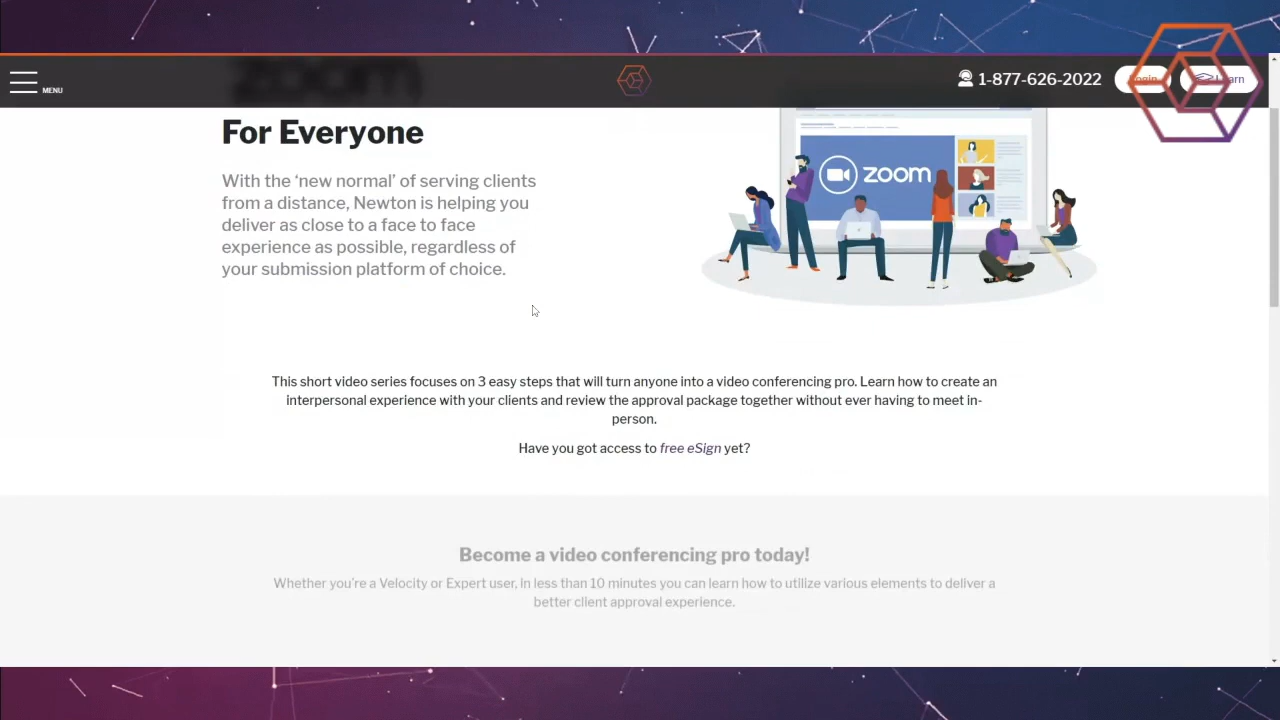 zoom
MENU
1-877-626-2022
Login
Learn
For Everyone
With the ‘new normal’ of serving clients
from a distance, Newton is helping you
deliver as close to a face to face
experience as possible, regardless of
your submission platform of choice.
zoom
This short video series focuses on 3 easy steps that will turn anyone into a video conferencing pro. Learn how to create an
interpersonal experience with your clients and review the approval package together without ever having to meet in-
person.
Have you got access to free eSign yet?
Become a video conferencing pro today!
Whether you’re a Velocity or Expert user, in less than 10 minutes you can learn how to utilize various elements to deliver a
better client approval experience.